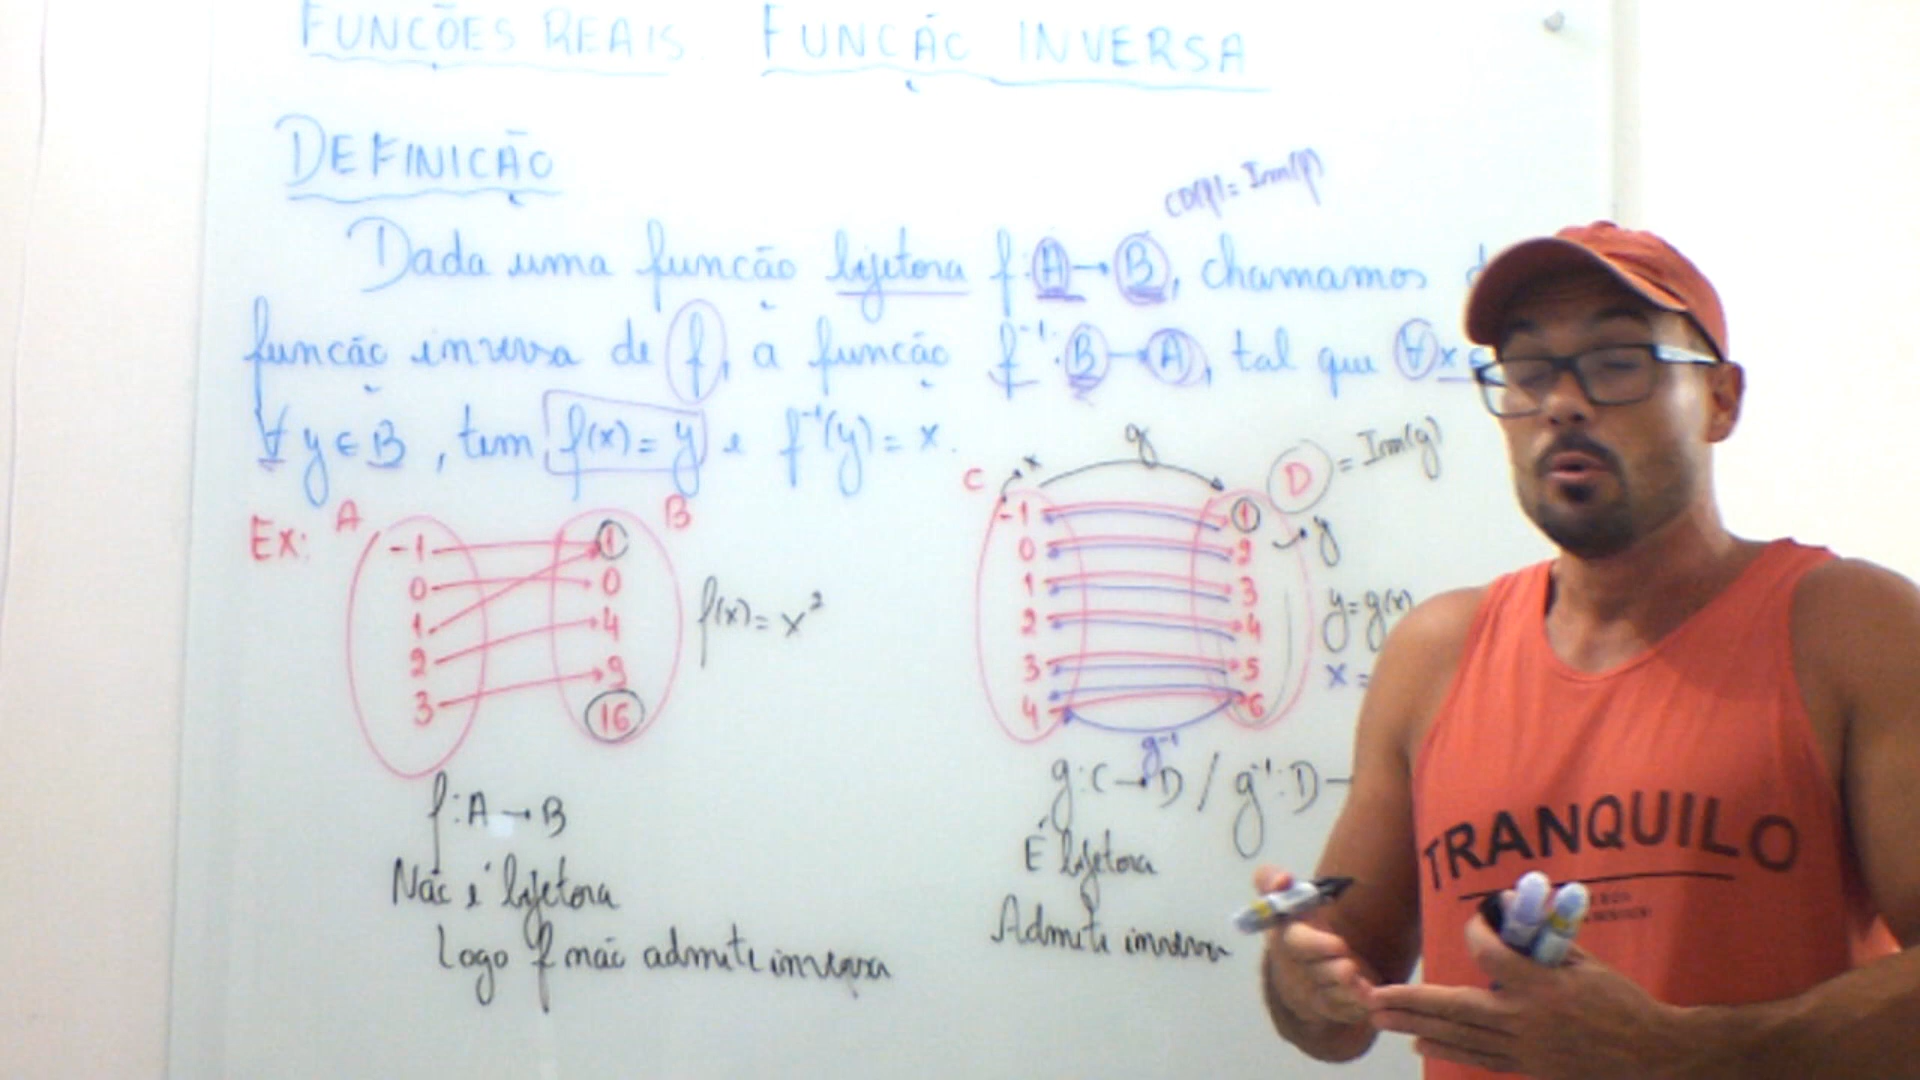 FUNÇÕES REAIS FUNÇÃO INVERSA
DEFINIÇÃO
CD(f) = Im(f)
Dada uma função bijetora f: A → B, chamamos d
função inversa de f, a função f⁻¹: B → A, tal que ∀x ∈
∀ y ∈ B, tem f(x) = y e f⁻¹(y) = x.
Ex: A B
-1 1
0 0
1 4
2 9
3 16
f(x) = x²
f: A → B
Não é bijetora
Logo f não admite inversa
C x g D = Im(g)
-1 1
0 2
1 3
2 4
3 5
4 6
y
y = g(x)
x =
g⁻¹
g: C → D / g⁻¹: D →
É bijetora
Admite inversa
TRANQUILO